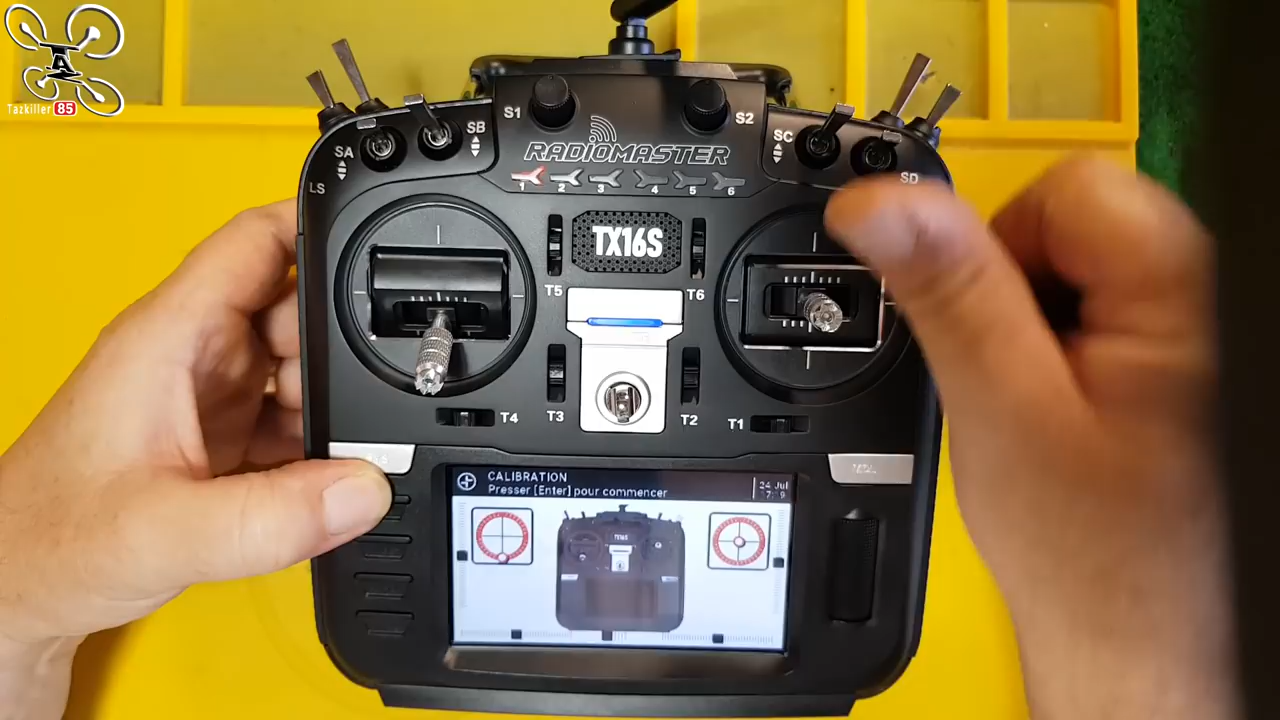 A
Tazkiller 85
S1
S2
SB
SC
SA
SD
LS
RADIOMASTER
1 2 3 4 5 6
TX16S
T5
T6
T3
T2
T4
T1
CALIBRATION
Presser [Enter] pour commencer
24 Jul
TX16S